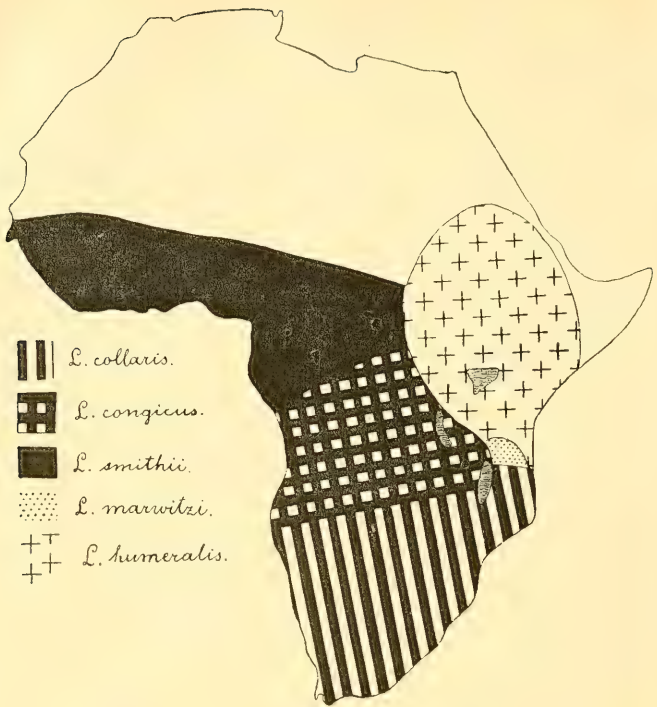 L. collaris.
L. congicus.
L. smithii.
L. marwitzi.
L. humeralis.